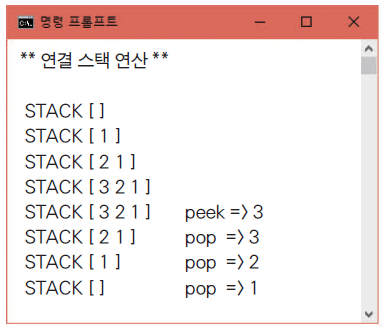 명령 프롬프트
** 연결 스택 연산 **
STACK [ ]
STACK [ 1 ]
STACK [ 2 1 ]
STACK [ 3 2 1 ]
STACK [ 3 2 1 ] peek => 3
STACK [ 2 1 ] pop => 3
STACK [ 1 ] pop => 2
STACK [ ] pop => 1